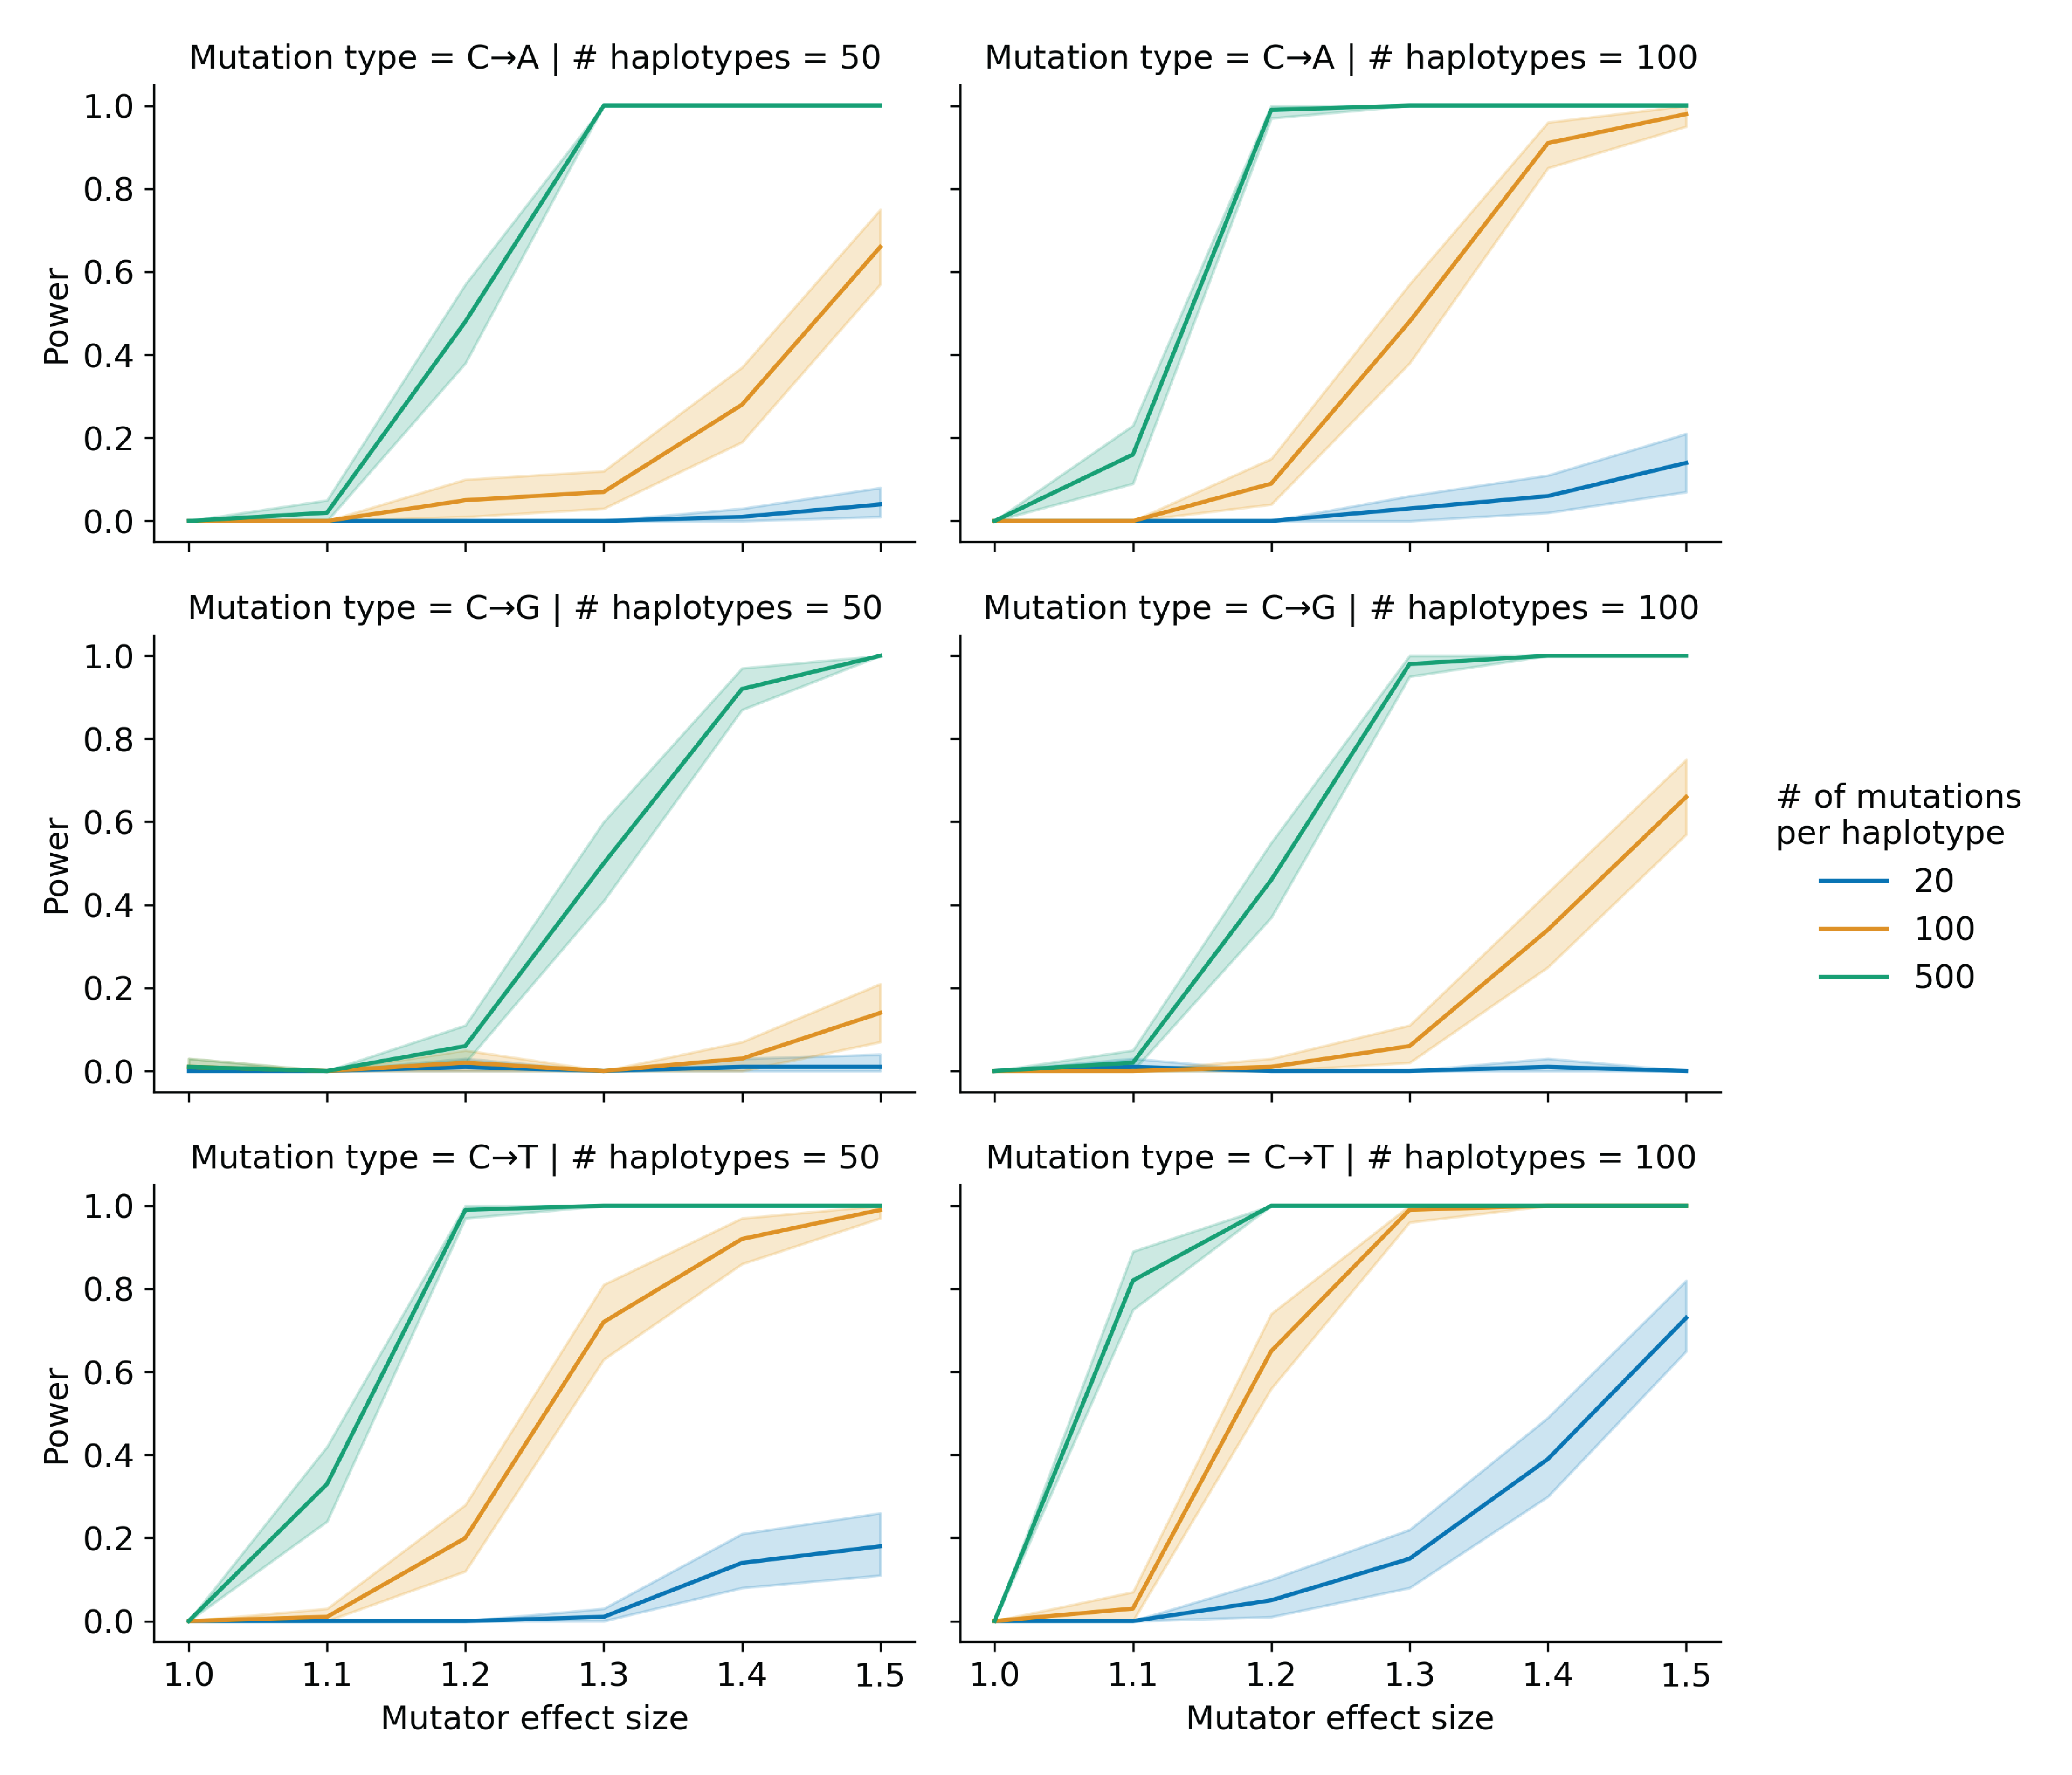 Mutation type = C→A | # haplotypes = 50
Mutation type = C→A | # haplotypes = 100
1.0
0.8
0.6
0.4
0.2
0.0
Power
Mutation type = C→G | # haplotypes = 50
Mutation type = C→G | # haplotypes = 100
1.0
0.8
0.6
0.4
0.2
0.0
Power
# of mutations
per haplotype
20
100
500
Mutation type = C→T | # haplotypes = 50
Mutation type = C→T | # haplotypes = 100
1.0
0.8
0.6
0.4
0.2
0.0
Power
1.0 1.1 1.2 1.3 1.4 1.5
Mutator effect size
1.0 1.1 1.2 1.3 1.4 1.5
Mutator effect size